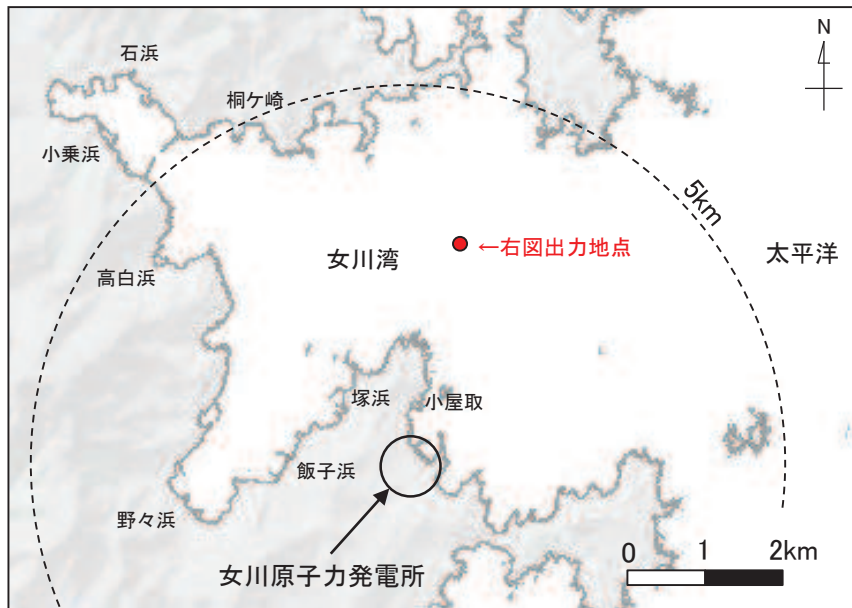 石浜
N
桐ケ崎
小乗浜
5km
←右図出力地点
女川湾
太平洋
高白浜
塚浜
小屋取
飯子浜
野々浜
女川原子力発電所
0 1 2km